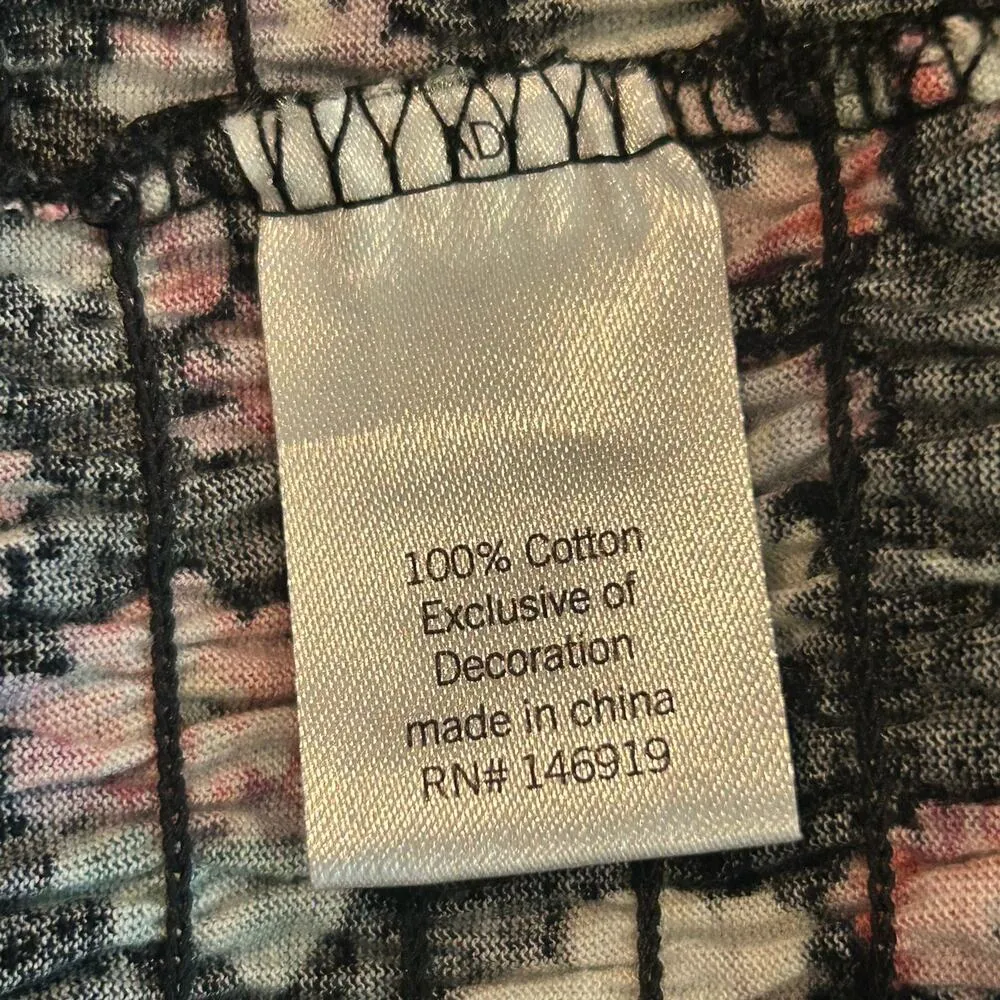 100% Cotton
Exclusive of
Decoration
made in china
RN# 146919